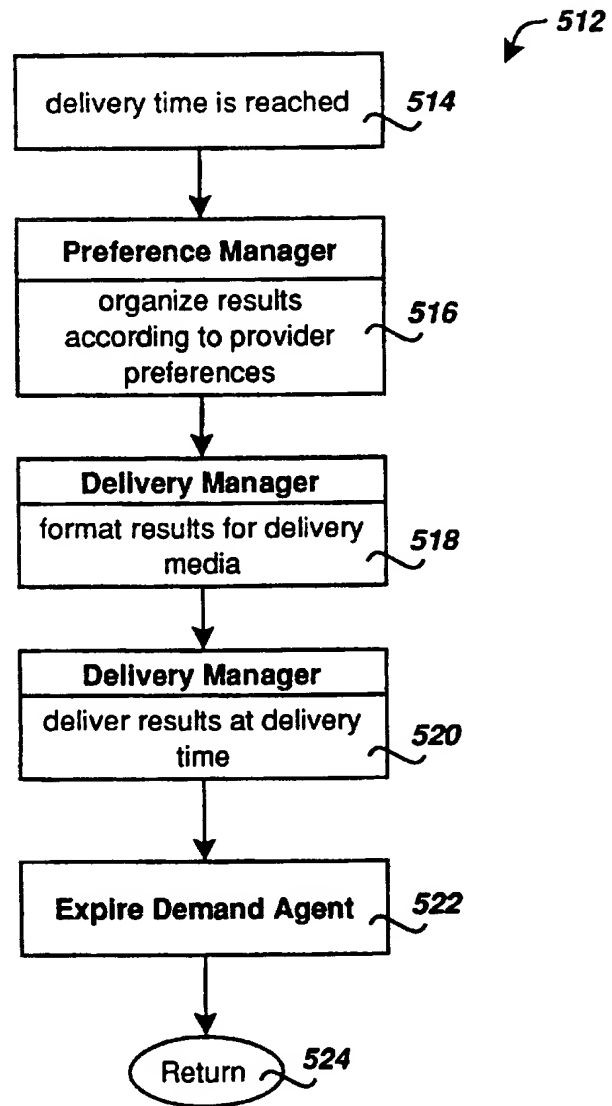 512
delivery time is reached
514
Preference Manager
organize results
according to provider
preferences
516
Delivery Manager
format results for delivery
media
518
Delivery Manager
deliver results at delivery
time
520
Expire Demand Agent
522
Return
524